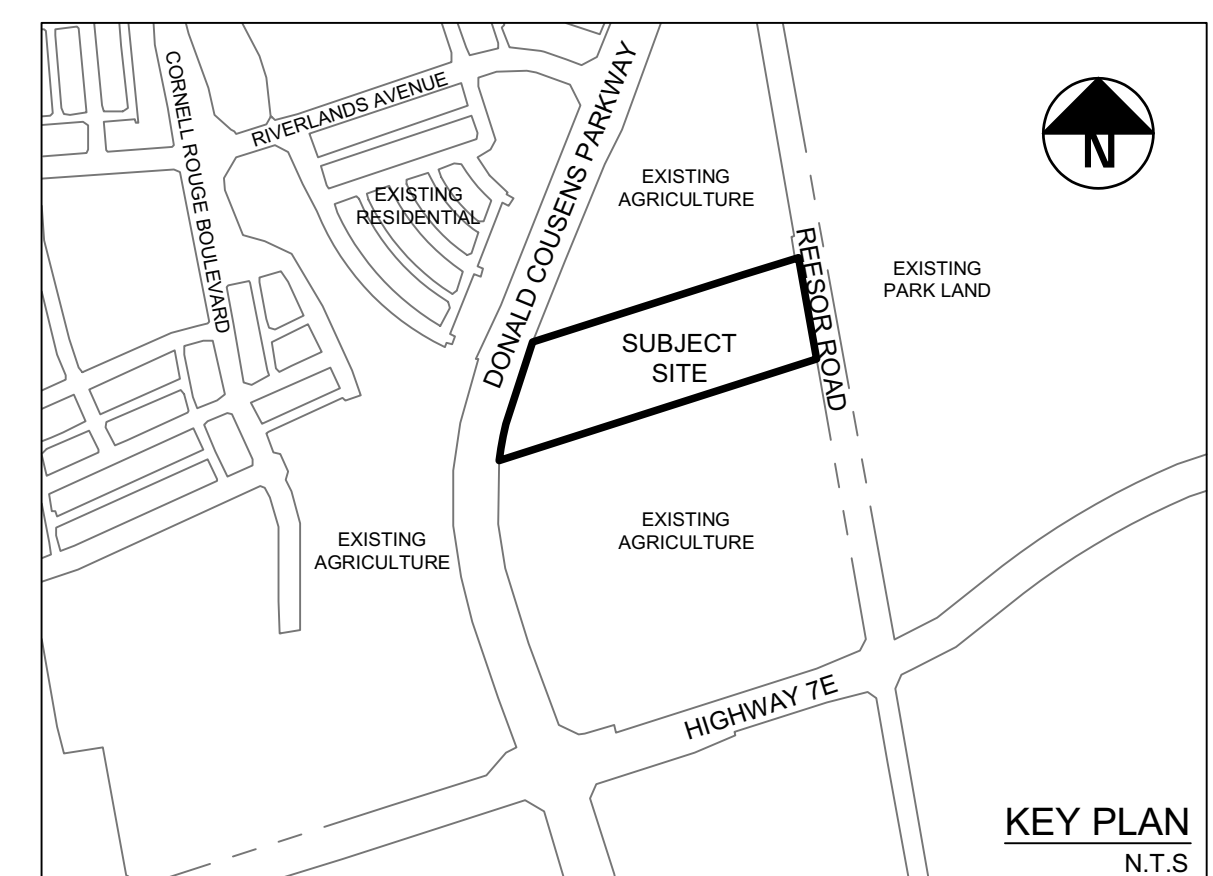 CORNELL ROUGE BOULEVARD
RIVERLANDS AVENUE
DONALD COUSENS PARKWAY
N
EXISTING
RESIDENTIAL
EXISTING
AGRICULTURE
REESOR ROAD
EXISTING
PARK LAND
SUBJECT
SITE
EXISTING
AGRICULTURE
EXISTING
AGRICULTURE
HIGHWAY 7E
KEY PLAN
N.T.S